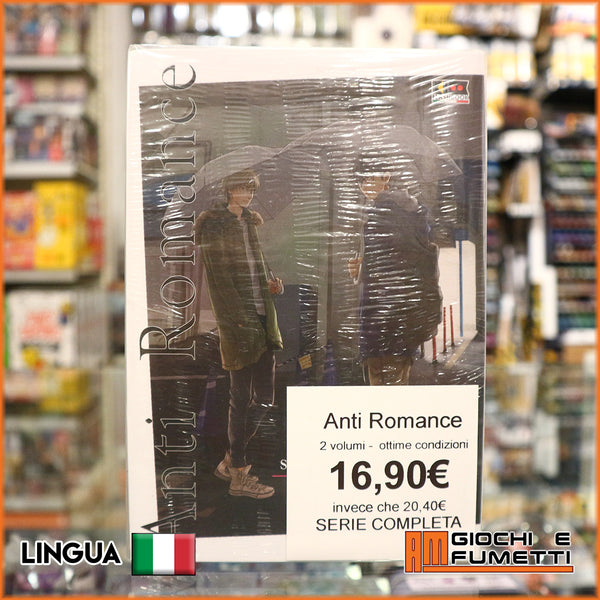 Anti Romance
Anti Romance
2 volumi - ottime condizioni
16,90€
invece che 20,40€
SERIE COMPLETA
LINGUA
AM GIOCHI E
FUMETTI